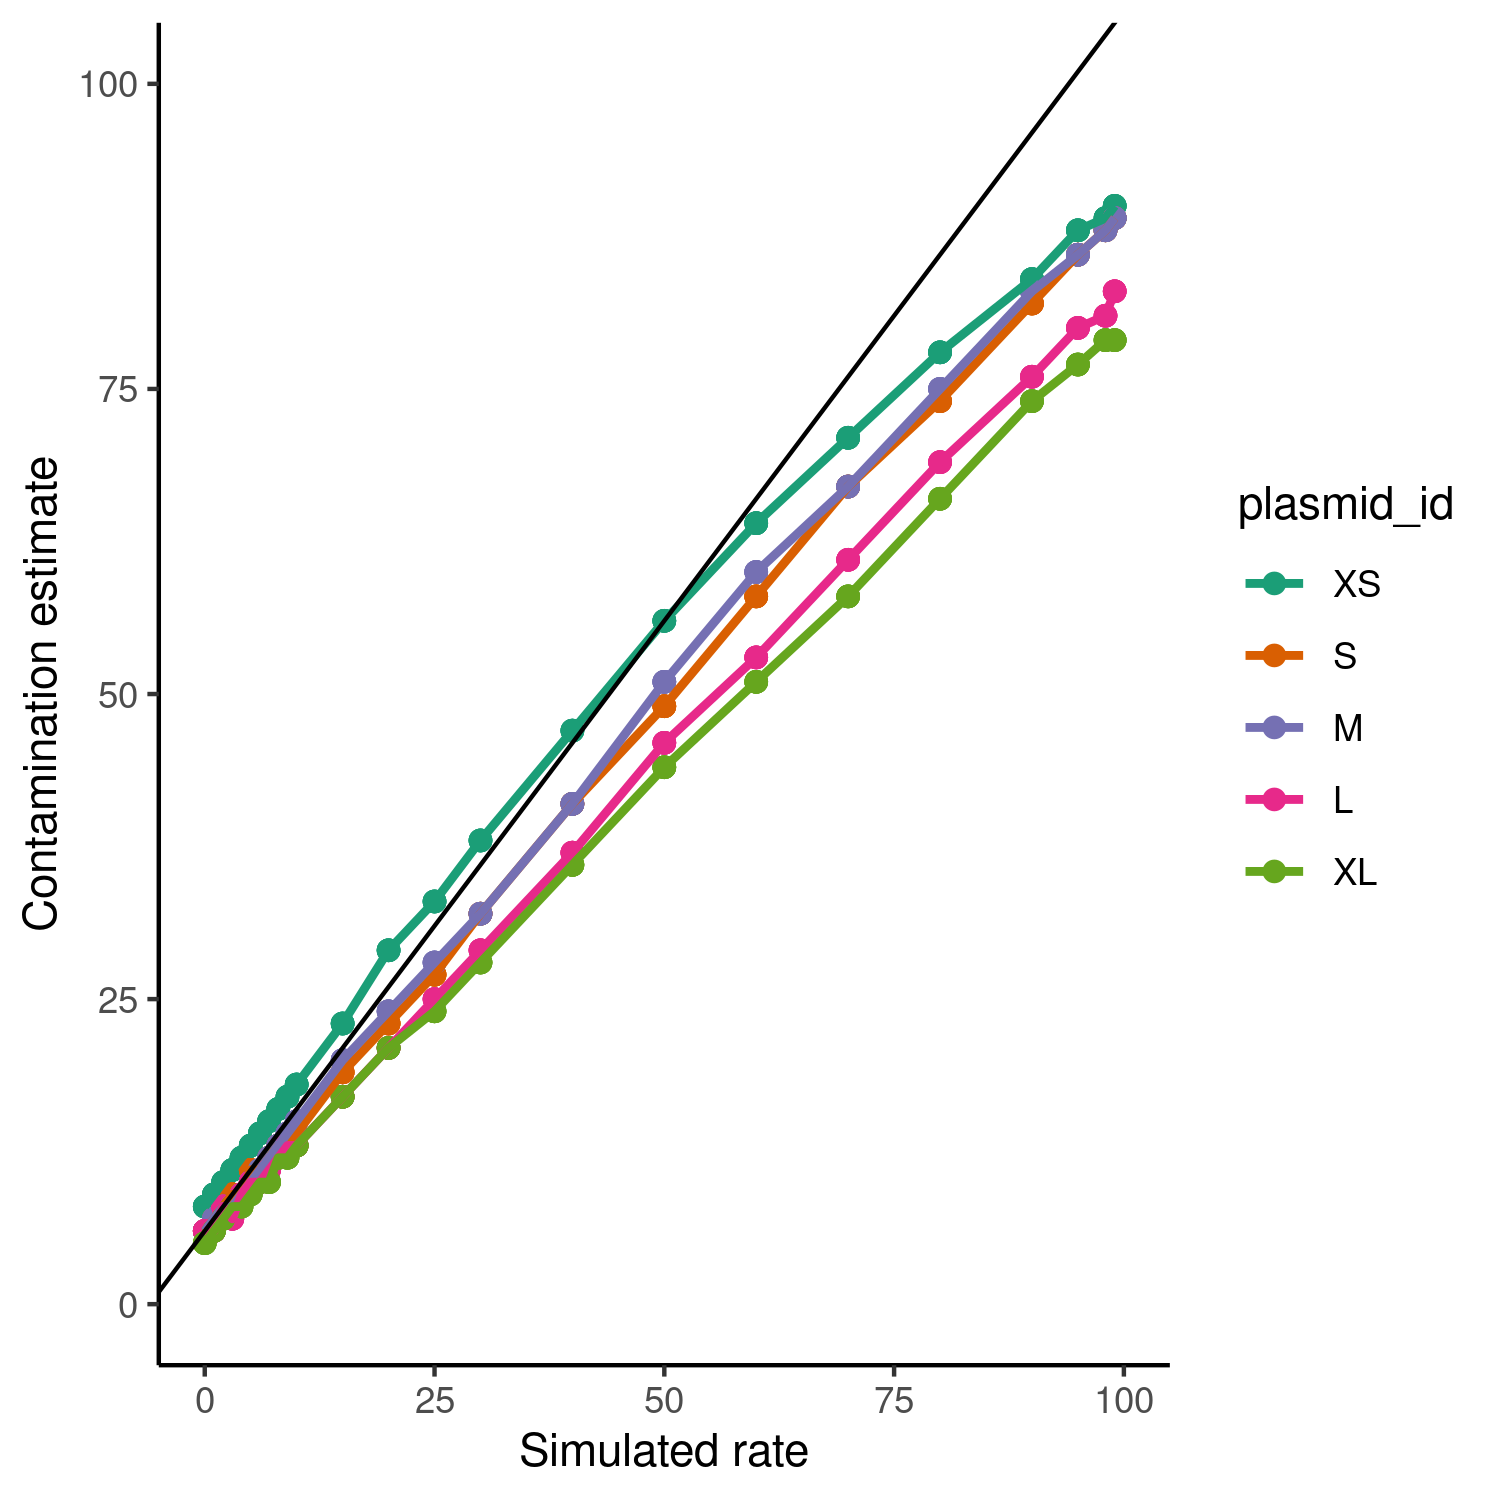 100
75
50
25
0
Contamination estimate
0 25 50 75 100
Simulated rate
plasmid_id
XS
S
M
L
XL